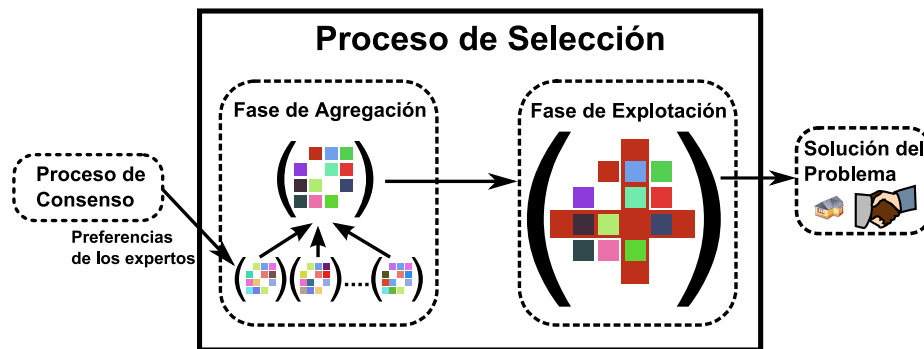 Proceso de Selección
Fase de Agregación
Fase de Explotación
Proceso de
Consenso
Preferencias
de los expertos
Solución del
Problema